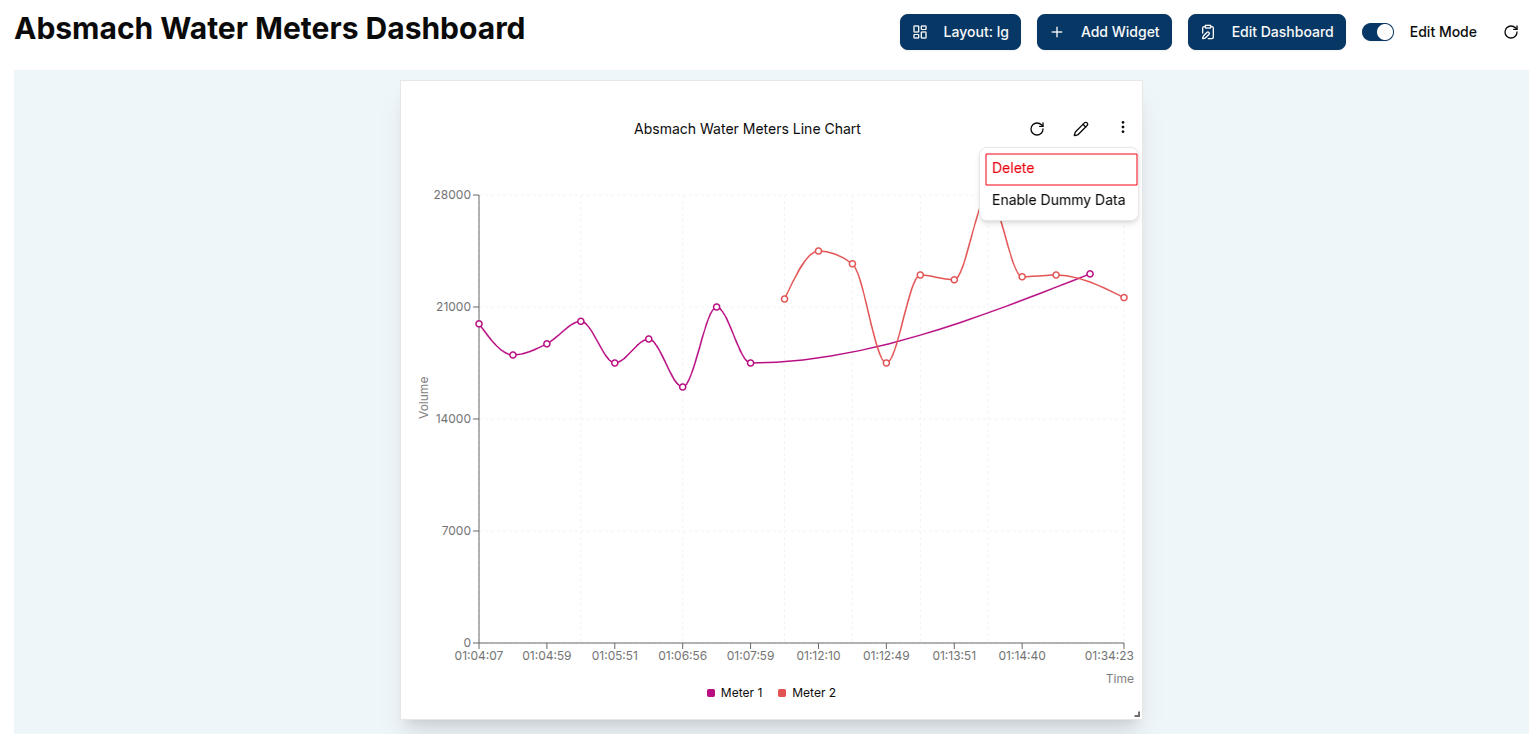 Absmach Water Meters Dashboard
Layout: lg
Add Widget
Edit Dashboard
Edit Mode
Absmach Water Meters Line Chart
Delete
Enable Dummy Data
28000
21000
14000
7000
0
Volume
01:04:07 01:04:59 01:05:51 01:06:56 01:07:59 01:12:10 01:12:49 01:13:51 01:14:40 01:34:23
Time
Meter 1 Meter 2